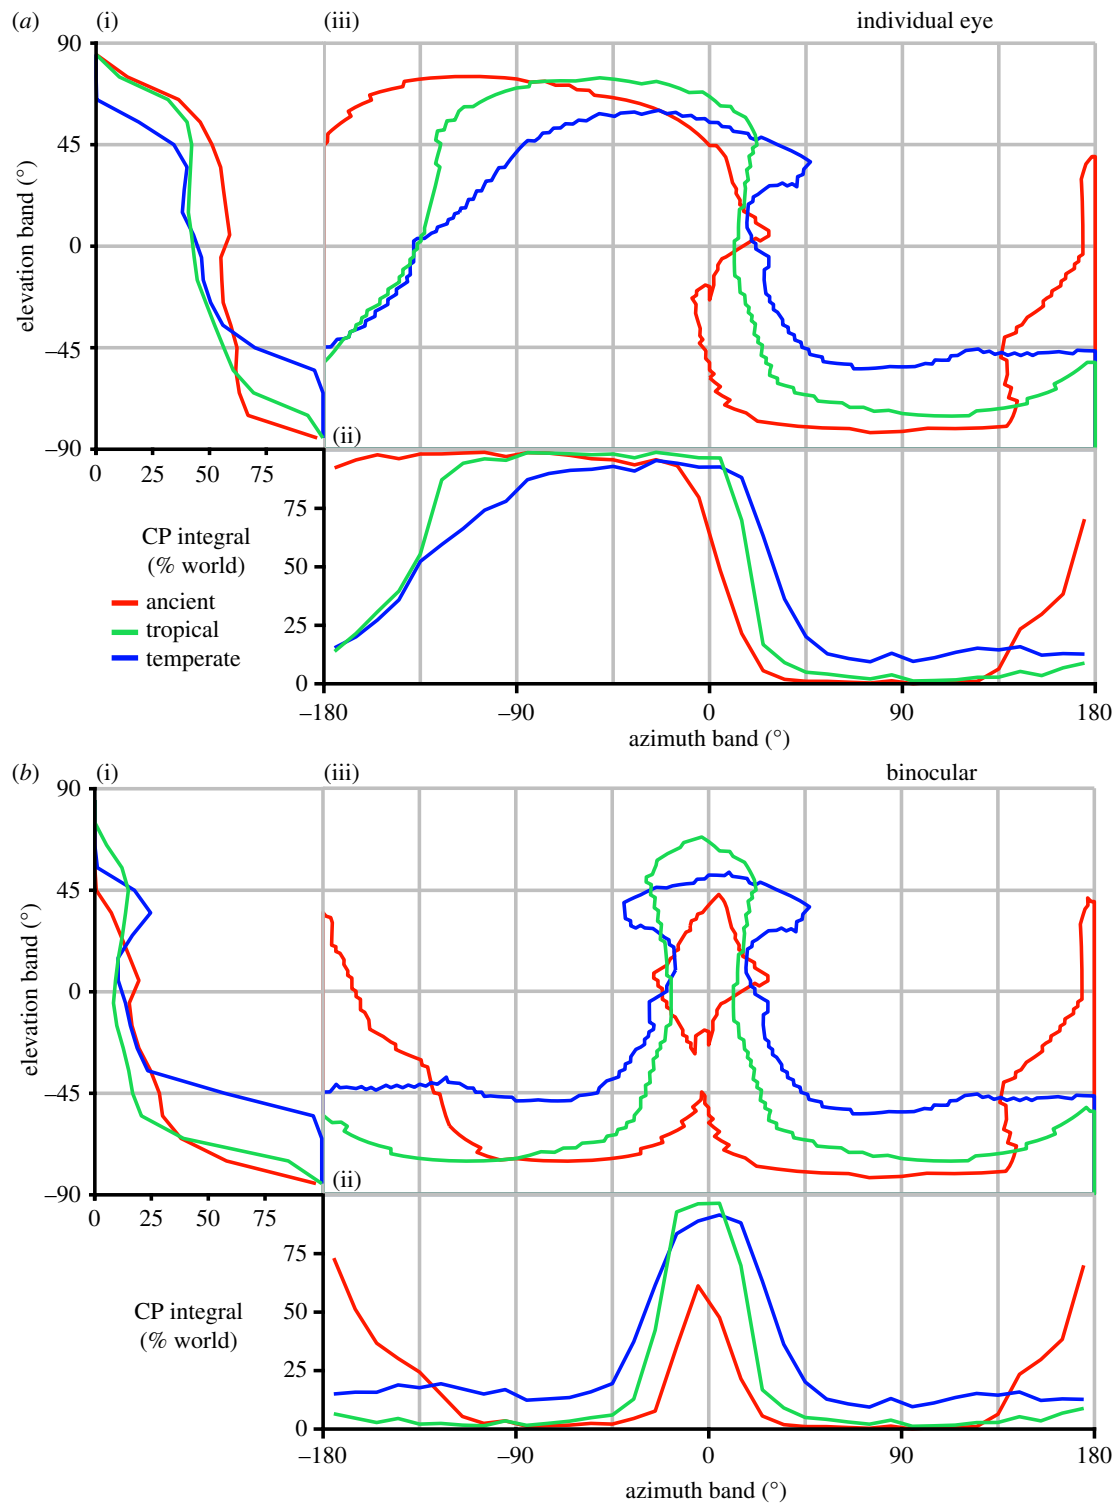 (a) (i) (iii) individual eye
90
45
0
−45
−90
elevation band (°)
0 25 50 75
(ii)
75
50
25
0
CP integral
(% world)
ancient
tropical
temperate
−180 −90 0 90 180
azimuth band (°)
(b) (i) (iii) binocular
90
45
0
−45
−90
elevation band (°)
0 25 50 75
(ii)
75
50
25
0
CP integral
(% world)
−180 −90 0 90 180
azimuth band (°)